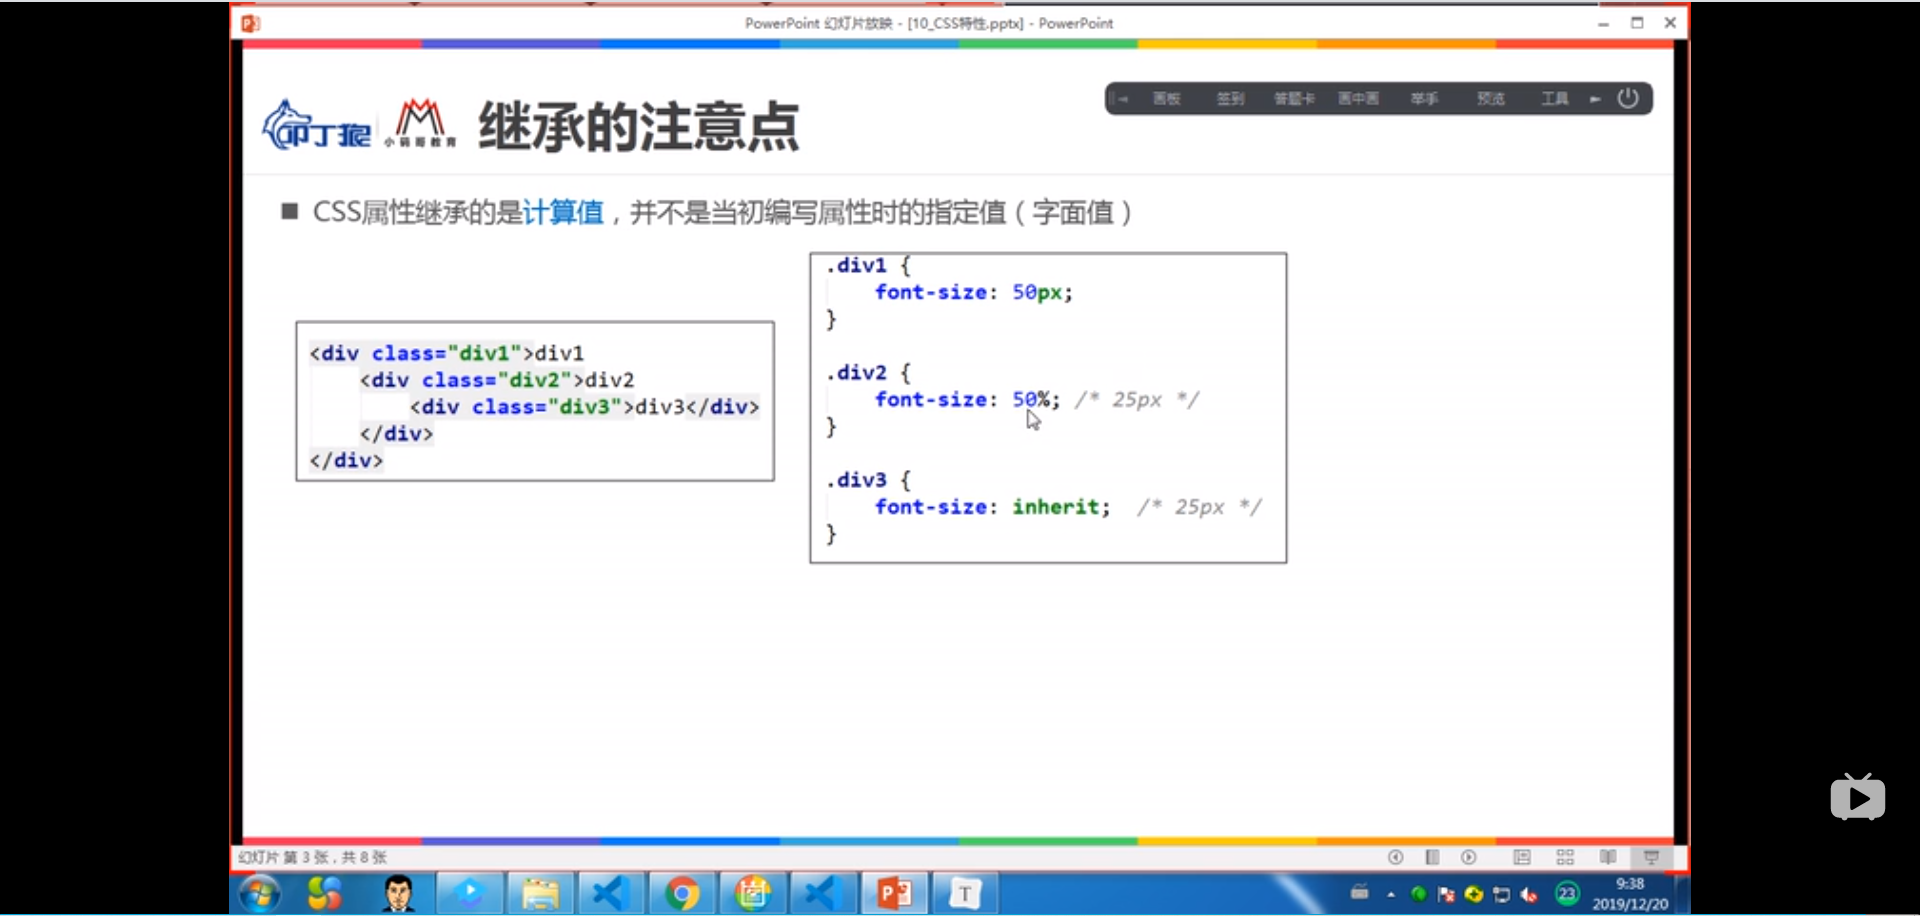 PowerPoint 幻灯片放映 - [10_CSS特性.pptx] - PowerPoint
画板 签到 答题卡 画中画 举手 预览 工具
叩丁狼 小码哥教育 继承的注意点
■ CSS属性继承的是计算值，并不是当初编写属性时的指定值（字面值）
<div class="div1">div1
<div class="div2">div2
<div class="div3">div3</div>
</div>
</div>
.div1 {
font-size: 50px;
}
.div2 {
font-size: 50%; /* 25px */
}
.div3 {
font-size: inherit; /* 25px */
}
幻灯片 第 3 张，共 8 张
T
23
9:38
2019/12/20